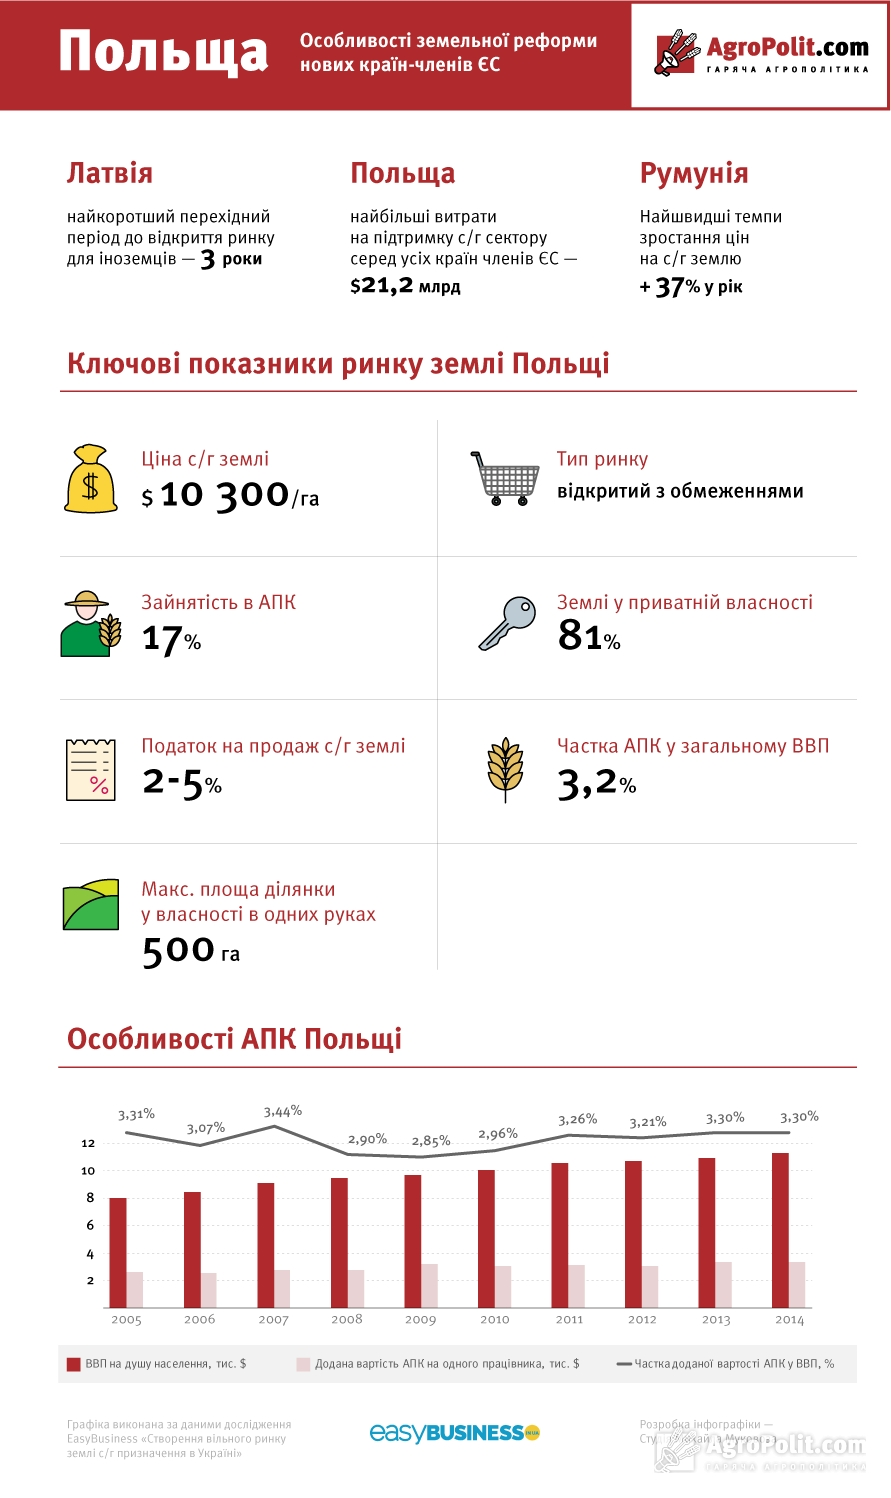 Польща
Особливості земельної реформи
нових країн-членів ЄС
AgroPolit.com
ГАРЯЧА АГРОПОЛІТИКА
Латвія
найкоротший перехідний
період до відкриття ринку
для іноземців — 3 роки
Польща
найбільші витрати
на підтримку с/г сектору
серед усіх країн членів ЄС —
$21,2 млрд
Румунія
Найшвидші темпи
зростання цін
на с/г землю
+ 37% у рік
Ключові показники ринку землі Польщі
Ціна с/г землі
$ 10 300/га
Тип ринку
відкритий з обмеженнями
Зайнятість в АПК
17%
Землі у приватній власності
81%
Податок на продаж с/г землі
2-5%
Частка АПК у загальному ВВП
3,2%
Макс. площа ділянки
у власності в одних руках
500 га
Особливості АПК Польщі
3,31% 3,07% 3,44% 2,90% 2,85% 2,96% 3,26% 3,21% 3,30% 3,30%
12
10
8
6
4
2
2005 2006 2007 2008 2009 2010 2011 2012 2013 2014
ВВП на душу населення, тис. $
Додана вартість АПК на одного працівника, тис. $
Частка доданої вартості АПК у ВВП, %
Графіка виконана за даними дослідження
EasyBusiness «Створення вільного ринку
землі с/г призначення в Україні»
easyBUSINESS
Розробка інфографіки —
AgroPolit.com
ГАРЯЧА АГРОПОЛІТИКА